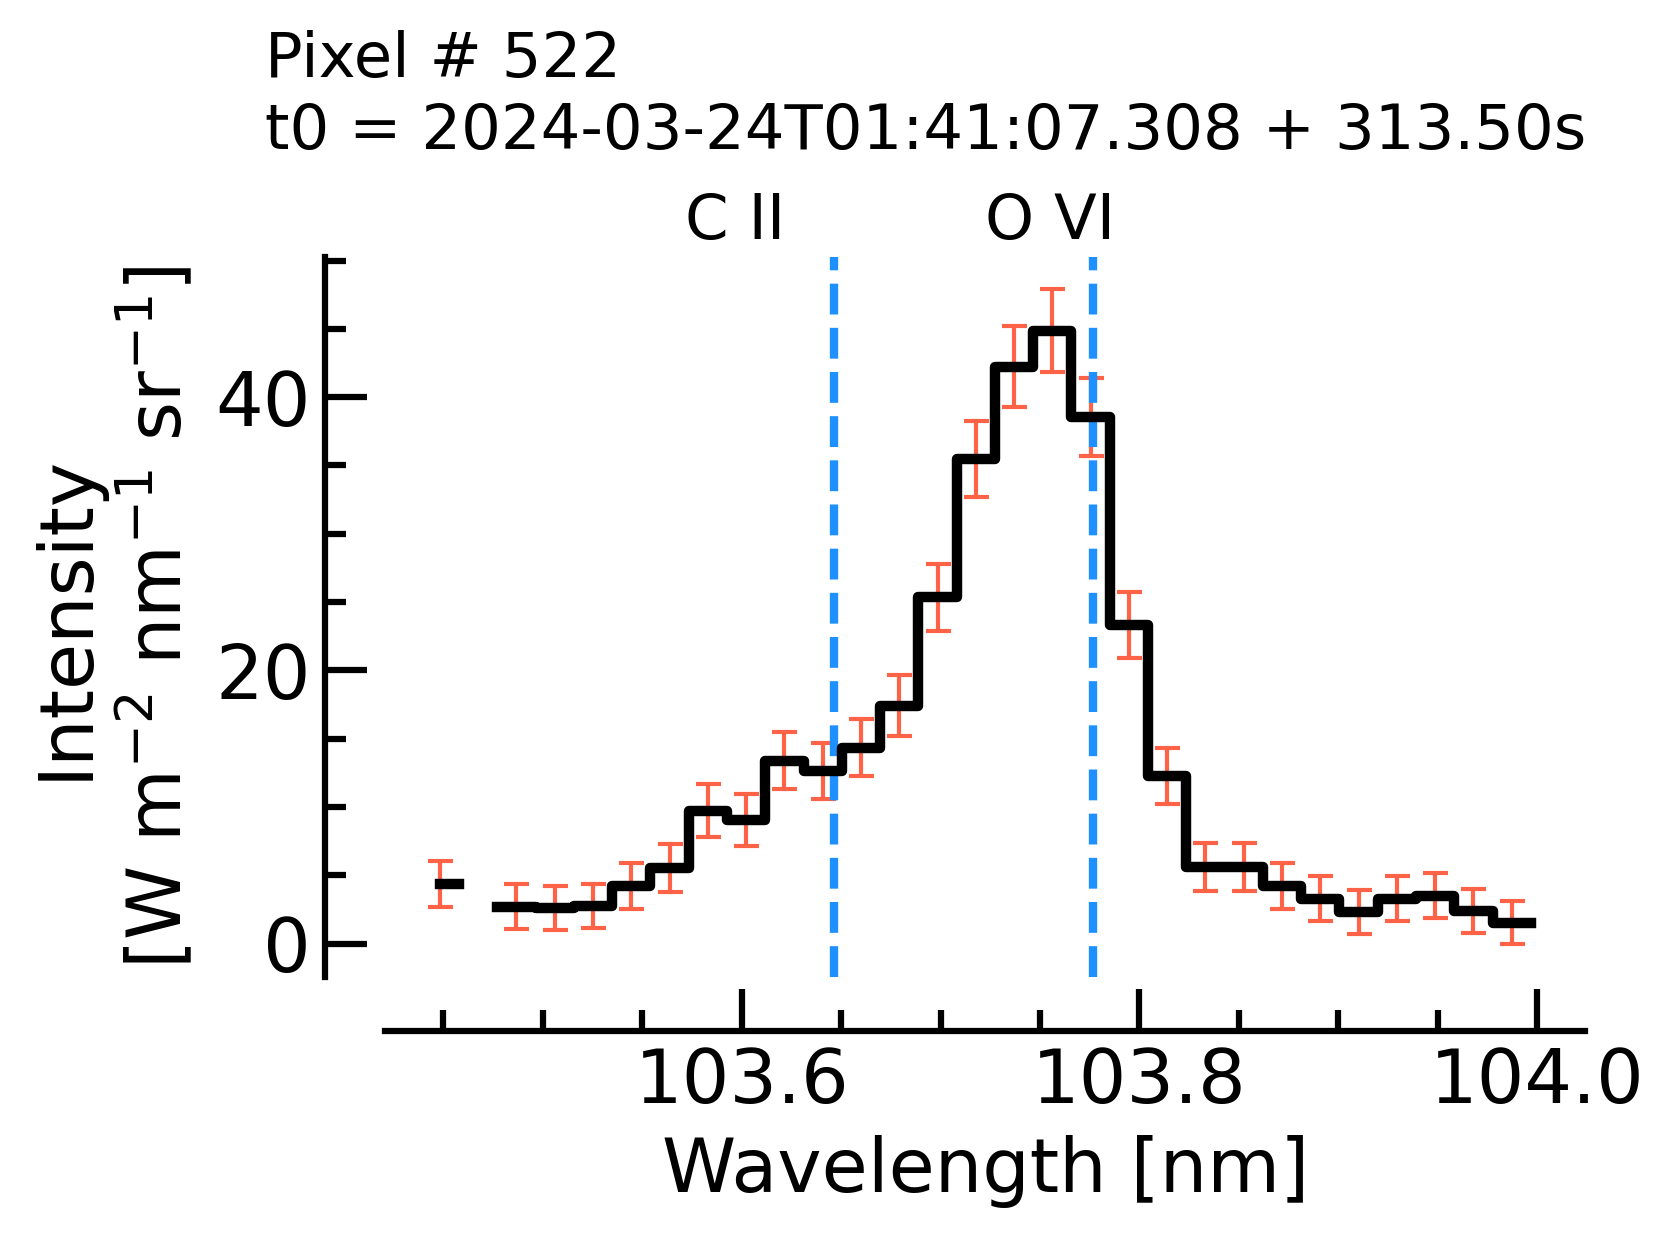 Pixel # 522
t0 = 2024-03-24T01:41:07.308 + 313.50s
C II
O VI
Intensity
[W m⁻² nm⁻¹ sr⁻¹]
40
20
0
103.6
103.8
104.0
Wavelength [nm]